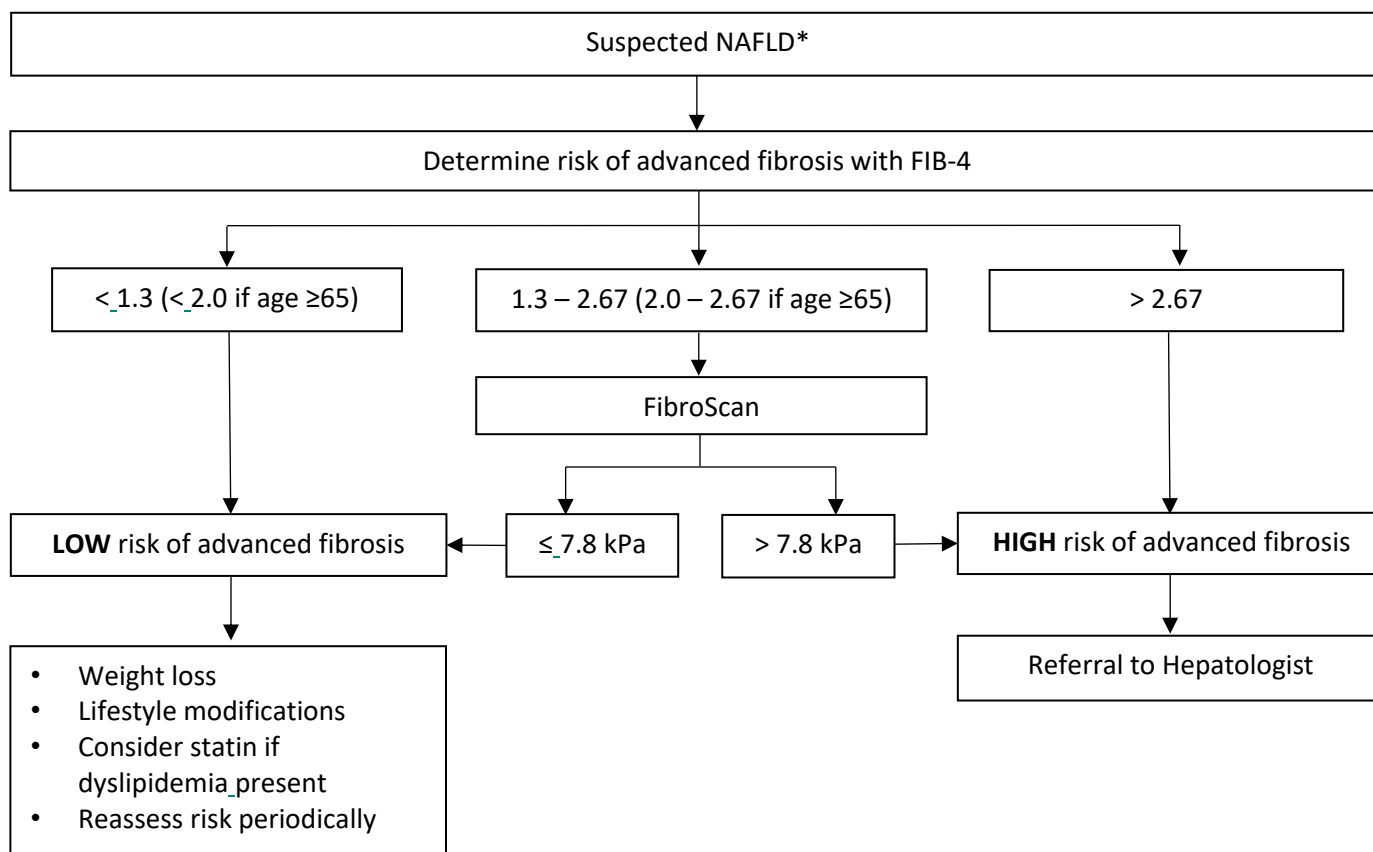 Suspected NAFLD*
Determine risk of advanced fibrosis with FIB-4
< 1.3 (< 2.0 if age ≥65)
1.3 – 2.67 (2.0 – 2.67 if age ≥65)
> 2.67
FibroScan
LOW risk of advanced fibrosis
≤ 7.8 kPa
> 7.8 kPa
HIGH risk of advanced fibrosis
• Weight loss
• Lifestyle modifications
• Consider statin if
dyslipidemia present
• Reassess risk periodically
Referral to Hepatologist